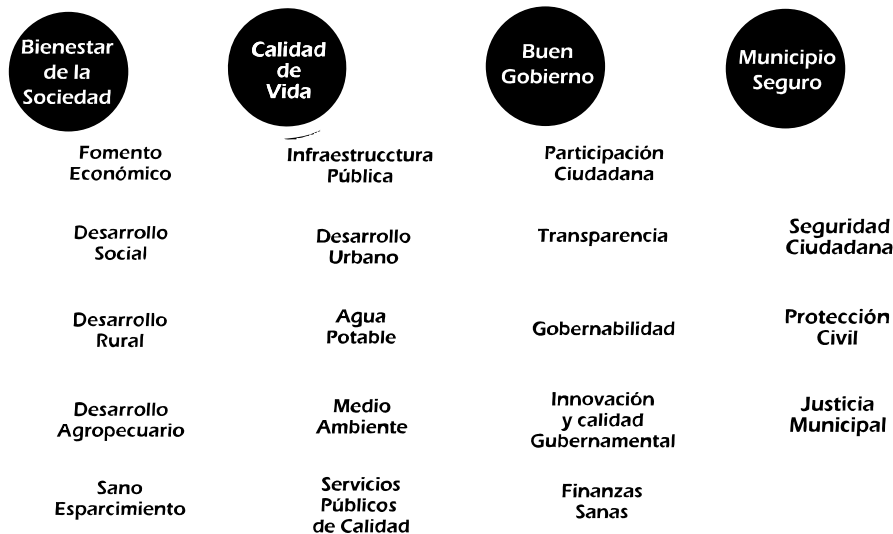 Bienestar
de la
Sociedad
Calidad
de
Vida
Buen
Gobierno
Municipio
Seguro
Fomento
Económico
Infraestrucctura
Pública
Participación
Ciudadana
Desarrollo
Social
Desarrollo
Urbano
Transparencia
Seguridad
Ciudadana
Desarrollo
Rural
Agua
Potable
Gobernabilidad
Protección
Civil
Desarrollo
Agropecuario
Medio
Ambiente
Innovación
y calidad
Gubernamental
Justicia
Municipal
Sano
Esparcimiento
Servicios
Públicos
de Calidad
Finanzas
Sanas